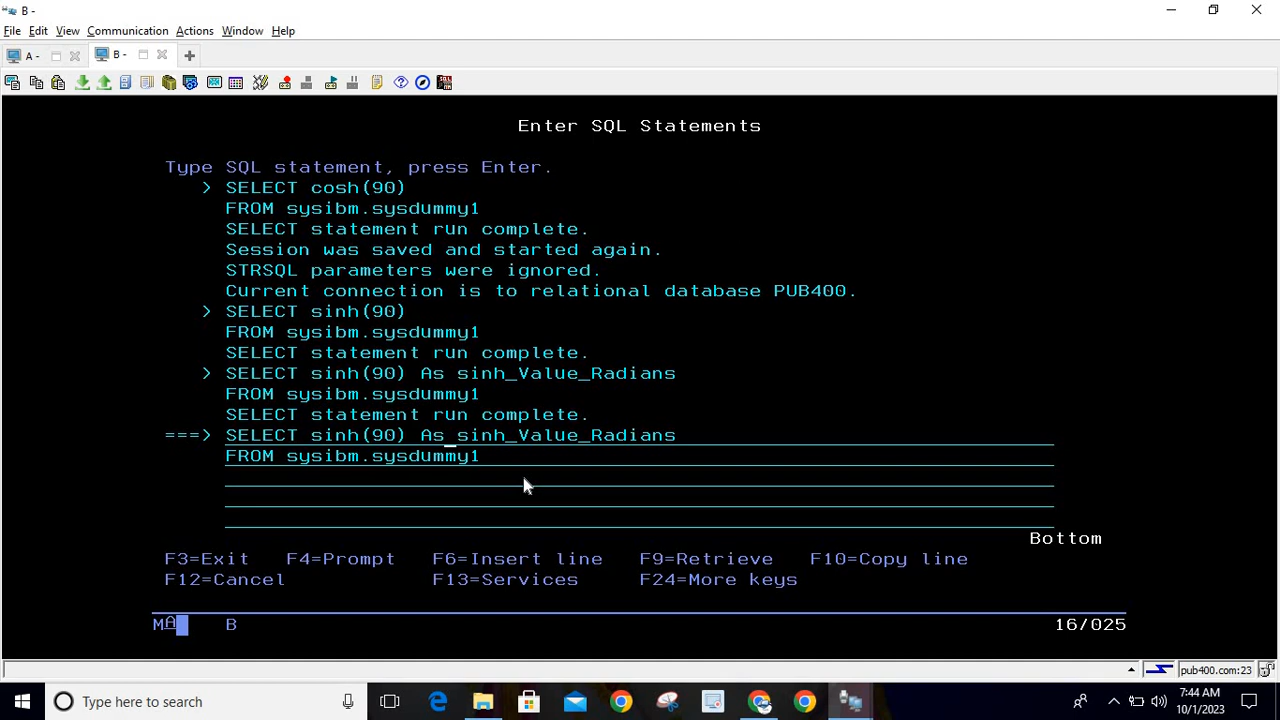 B -
File Edit View Communication Actions Window Help
A - B -
Enter SQL Statements
Type SQL statement, press Enter.
> SELECT cosh(90)
FROM sysibm.sysdummy1
SELECT statement run complete.
Session was saved and started again.
STRSQL parameters were ignored.
Current connection is to relational database PUB400.
> SELECT sinh(90)
FROM sysibm.sysdummy1
SELECT statement run complete.
> SELECT sinh(90) As sinh_Value_Radians
FROM sysibm.sysdummy1
SELECT statement run complete.
===> SELECT sinh(90) As sinh_Value_Radians
FROM sysibm.sysdummy1
Bottom
F3=Exit F4=Prompt F6=Insert line F9=Retrieve F10=Copy line
F12=Cancel F13=Services F24=More keys
MA B 16/025
pub400.com:23
Type here to search
7:44 AM
10/1/2023